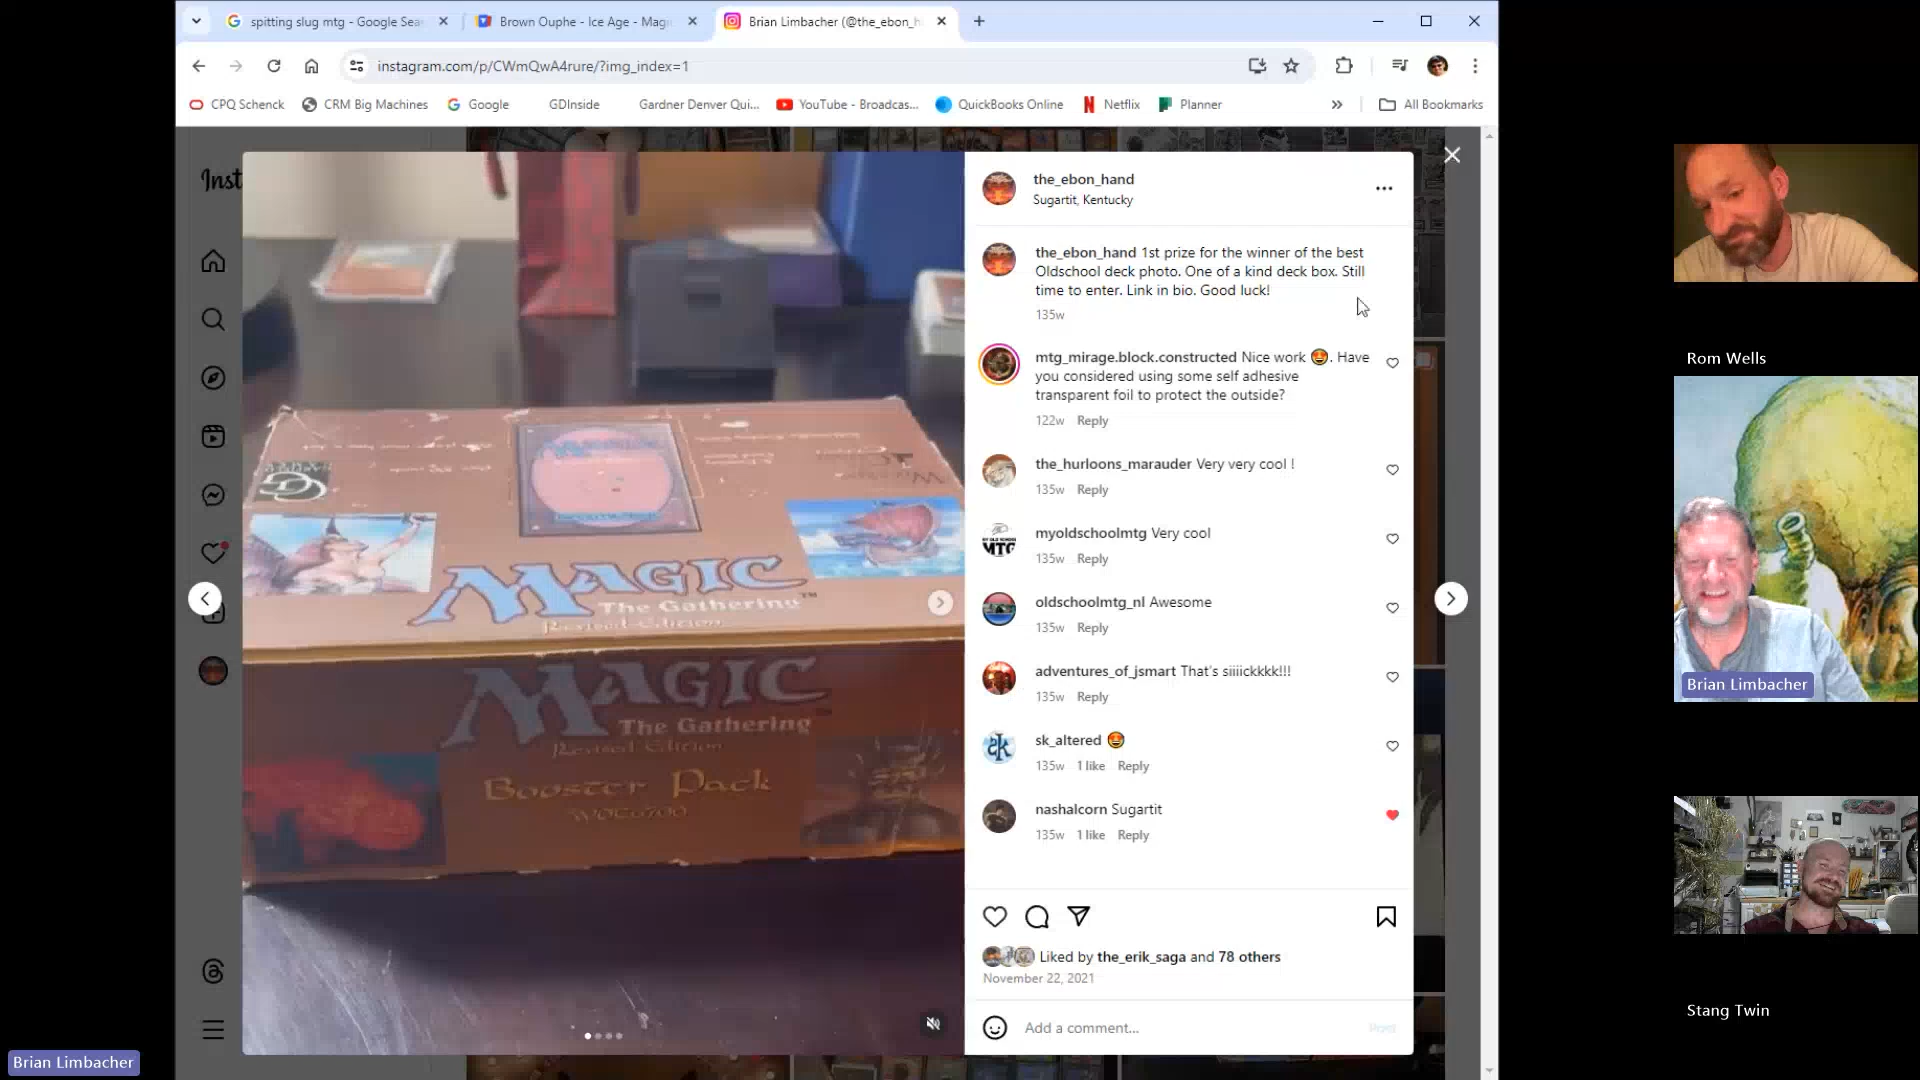 spitting slug mtg - Google Sea
Brown Ouphe - Ice Age - Magi
Brian Limbacher (@the_ebon_h
instagram.com/p/CWmQwA4rure/?img_index=1
CPQ Schenck
CRM Big Machines
Google
GDInside
Gardner Denver Qui...
YouTube - Broadcas...
QuickBooks Online
Netflix
Planner
All Bookmarks
Inst
MAGIC
The Gathering
Revised Edition
MAGIC
The Gathering
Revised Edition
Booster Pack
the_ebon_hand
Sugartit, Kentucky
the_ebon_hand 1st prize for the winner of the best
Oldschool deck photo. One of a kind deck box. Still
time to enter. Link in bio. Good luck!
135w
mtg_mirage.block.constructed Nice work 🤩. Have
you considered using some self adhesive
transparent foil to protect the outside?
122w Reply
the_hurloons_marauder Very very cool !
135w Reply
myoldschoolmtg Very cool
135w Reply
oldschoolmtg_nl Awesome
135w Reply
adventures_of_jsmart That's siiiickkkk!!!
135w Reply
sk_altered 🤩
135w 1 like Reply
nashalcorn Sugartit
135w 1 like Reply
Liked by the_erik_saga and 78 others
November 22, 2021
Add a comment...
Post
Rom Wells
Brian Limbacher
Stang Twin
Brian Limbacher